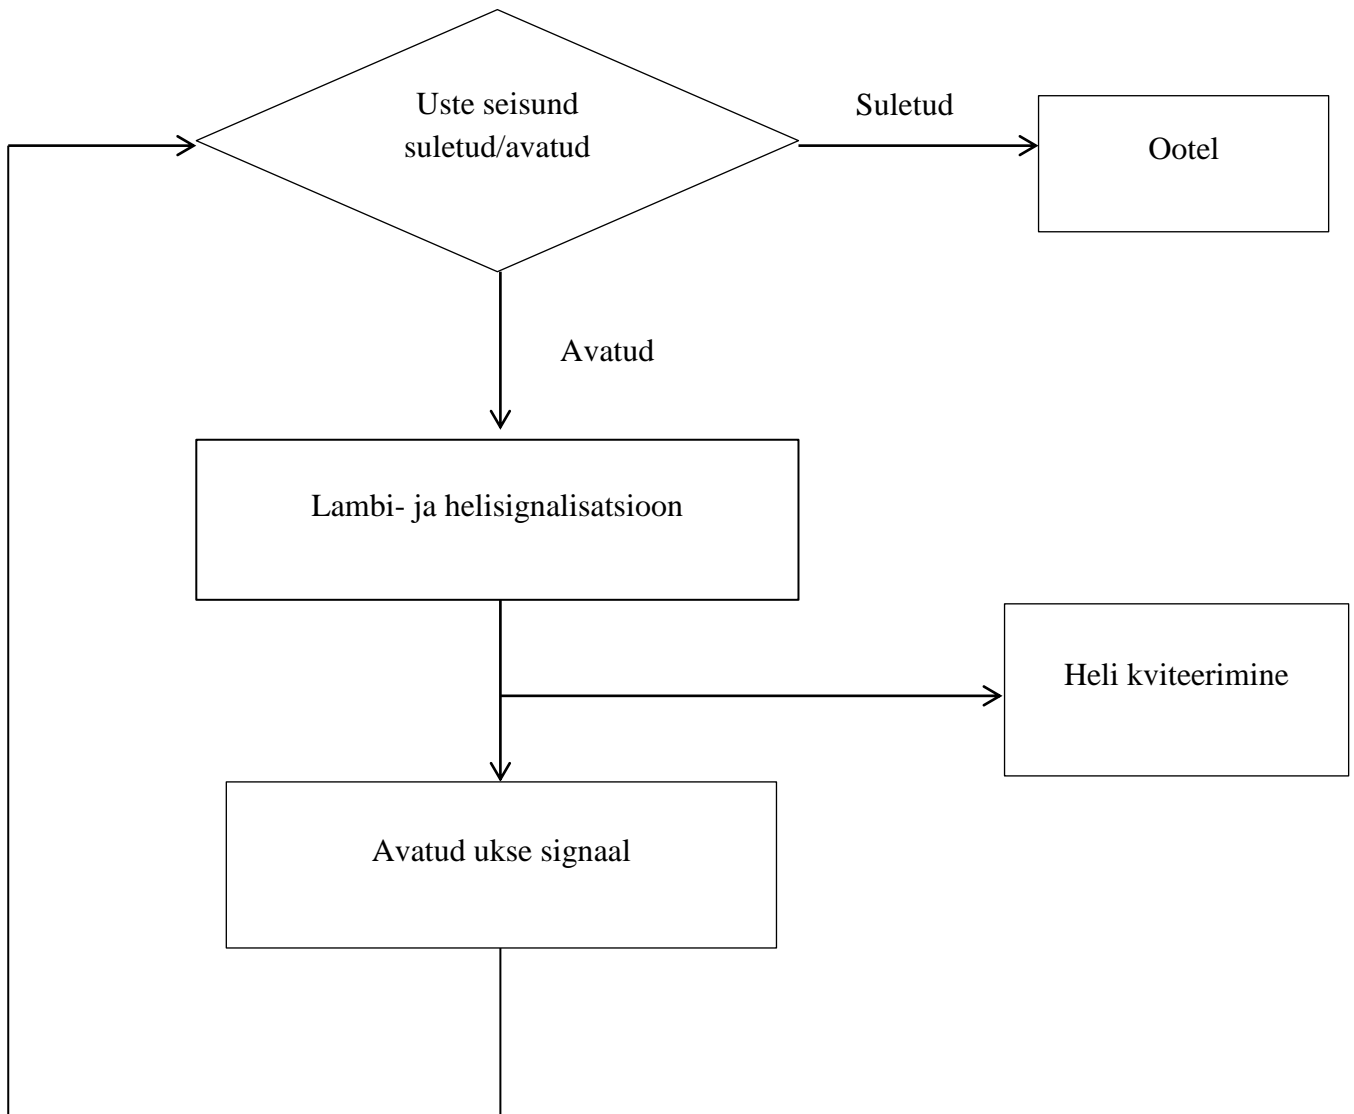 Uste seisund
suletud/avatud
Suletud
Ootel
Avatud
Lambi- ja helisignalisatsioon
Heli kviteerimine
Avatud ukse signaal